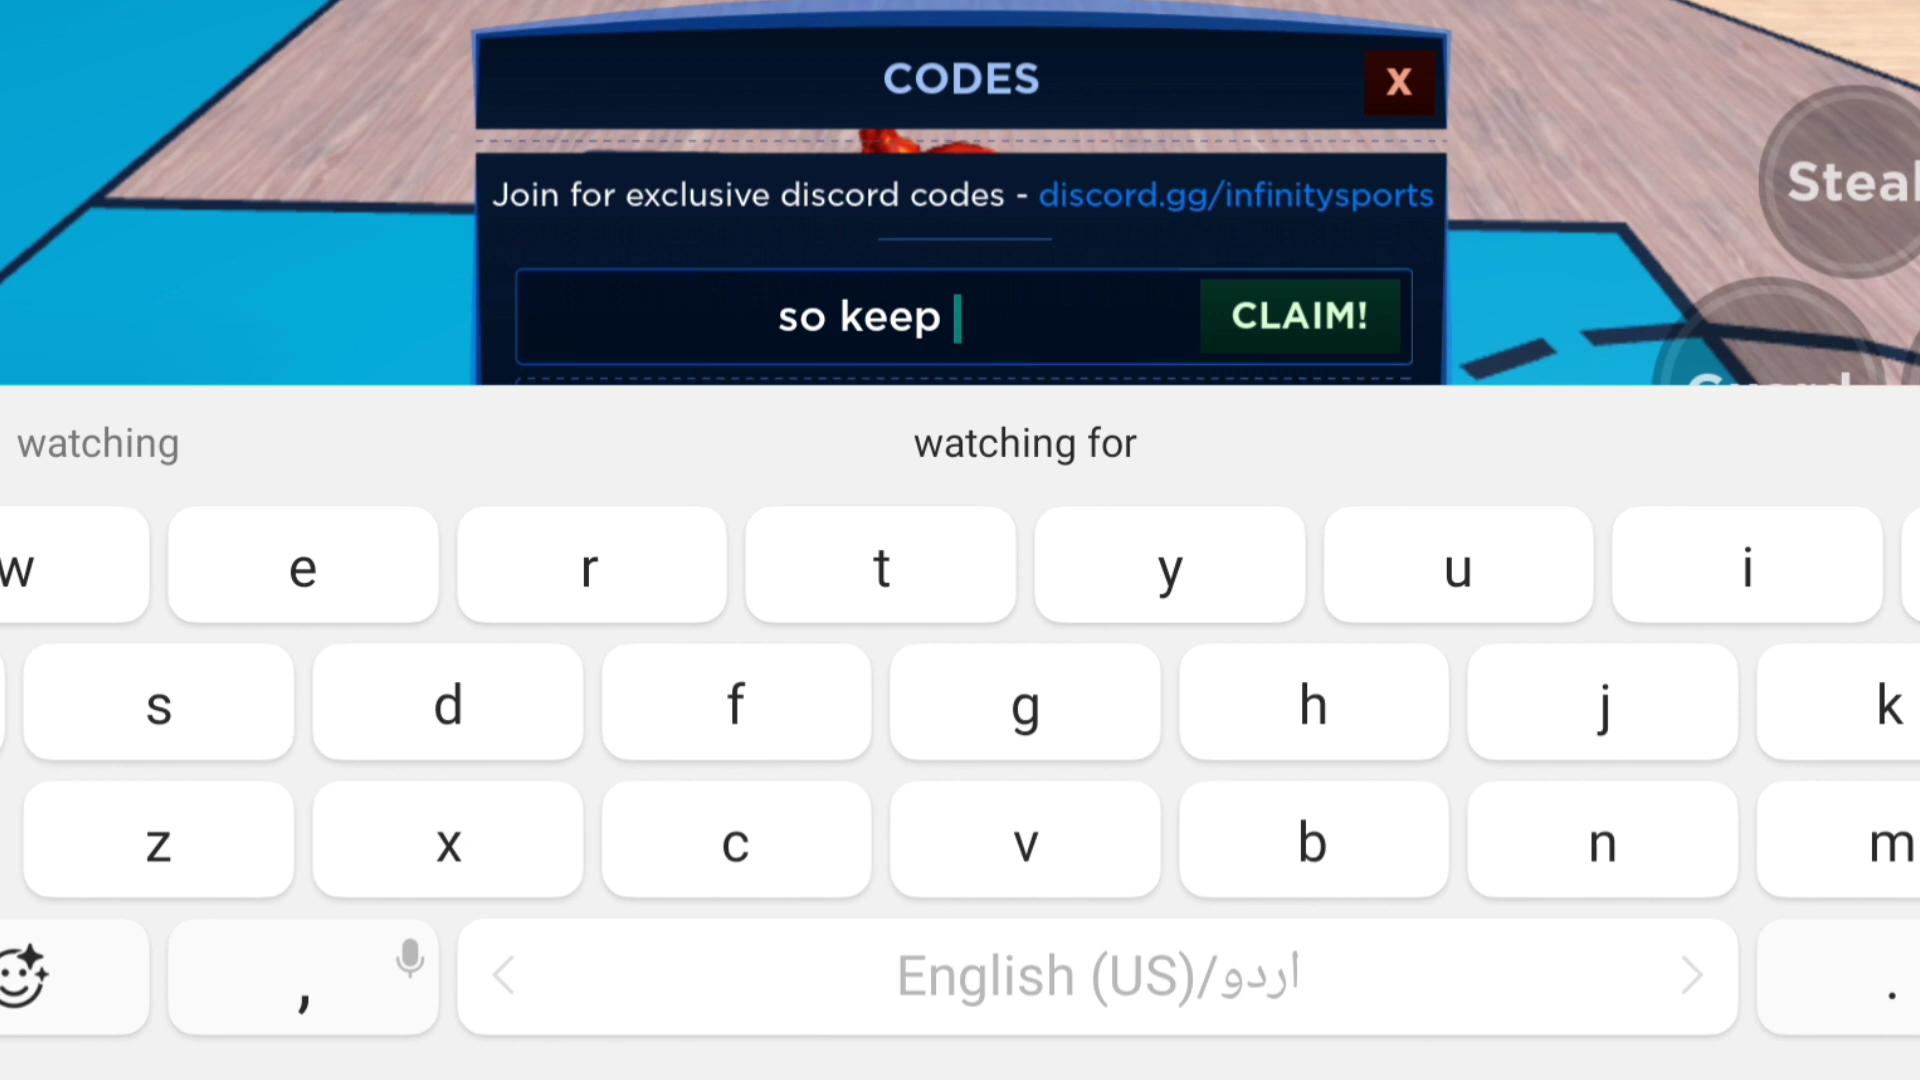 CODES
X
Join for exclusive discord codes - discord.gg/infinitysports
Steal
so keep
CLAIM!
watching
watching for
w e r t y u i
s d f g h j k
z x c v b n m
, English (US)/اردو .